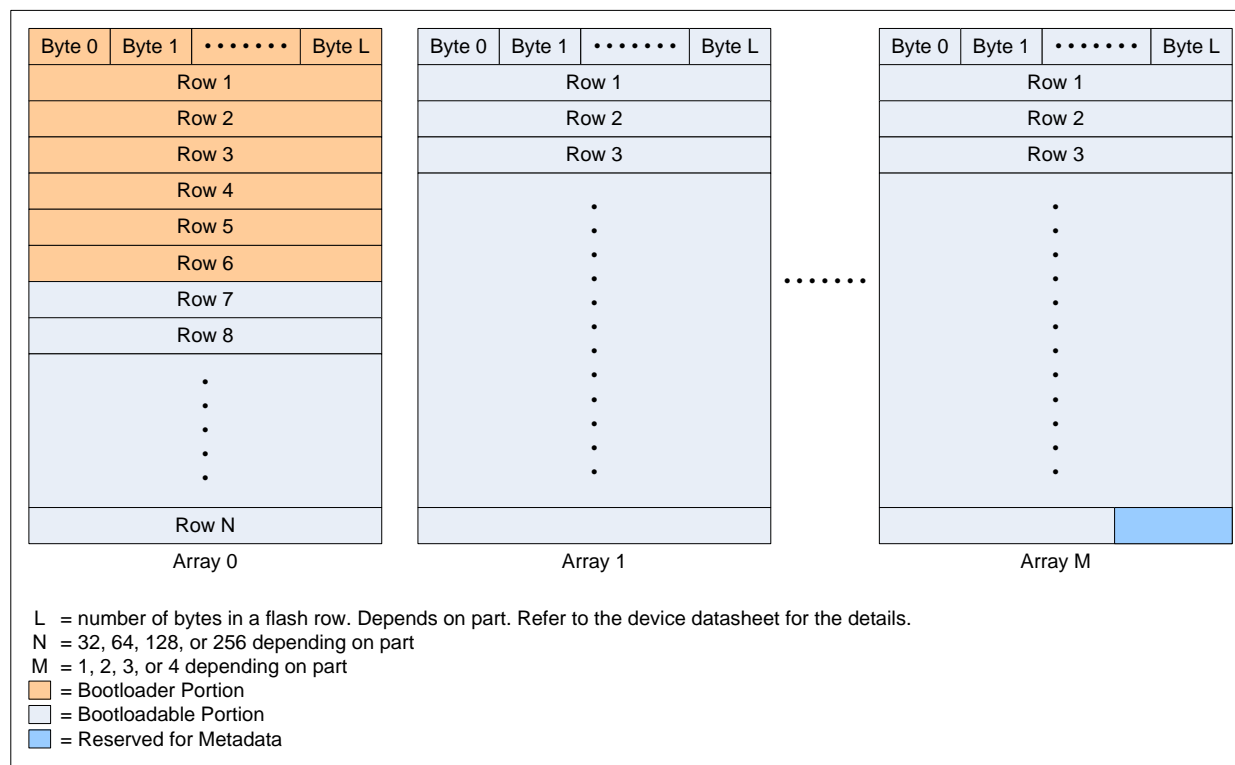 Byte 0 Byte 1 ••••••• Byte L
Row 1
Row 2
Row 3
Row 4
Row 5
Row 6
Row 7
Row 8
Row N
Array 0
Byte 0 Byte 1 ••••••• Byte L
Row 1
Row 2
Row 3
Array 1
Byte 0 Byte 1 ••••••• Byte L
Row 1
Row 2
Row 3
Array M
L = number of bytes in a flash row. Depends on part. Refer to the device datasheet for the details.
N = 32, 64, 128, or 256 depending on part
M = 1, 2, 3, or 4 depending on part
= Bootloader Portion
= Bootloadable Portion
= Reserved for Metadata